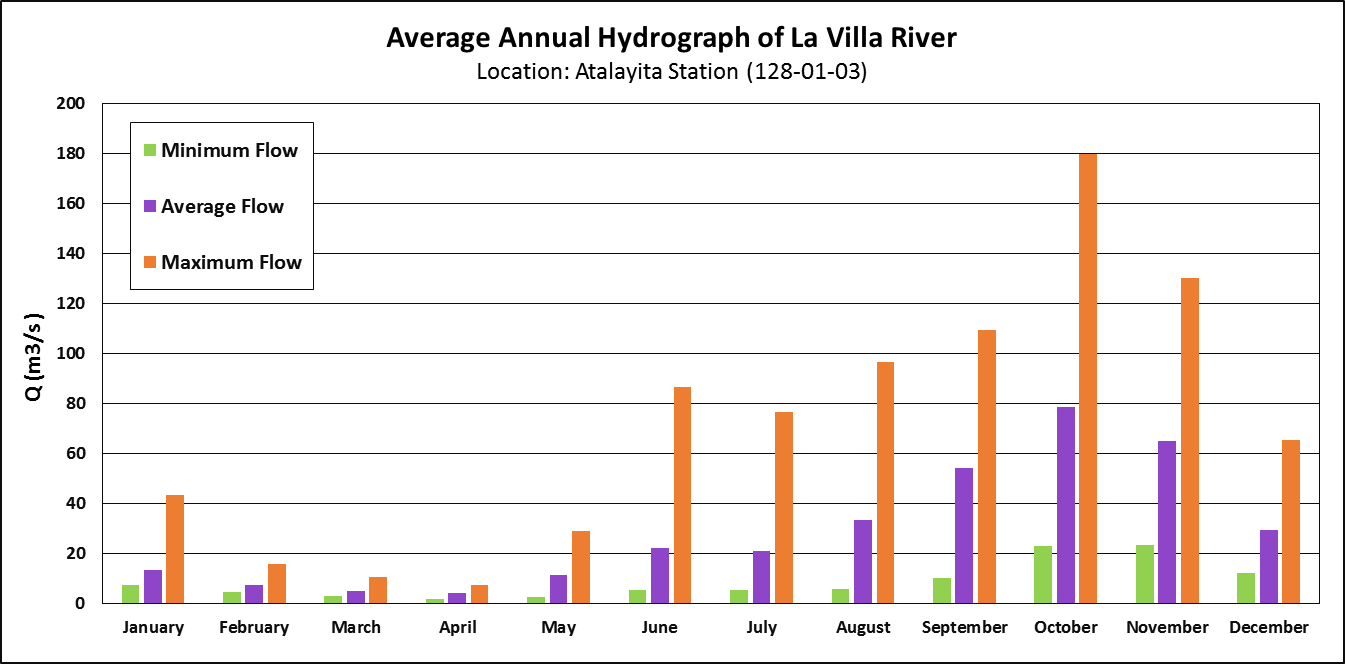 Average Annual Hydrograph of La Villa River
Location: Atalayita Station (128-01-03)
Q (m3/s )
200
180
160
140
120
100
80
60
40
20
0
Minimum Flow
Average Flow
Maximum Flow
January February March April May June July August September October November December